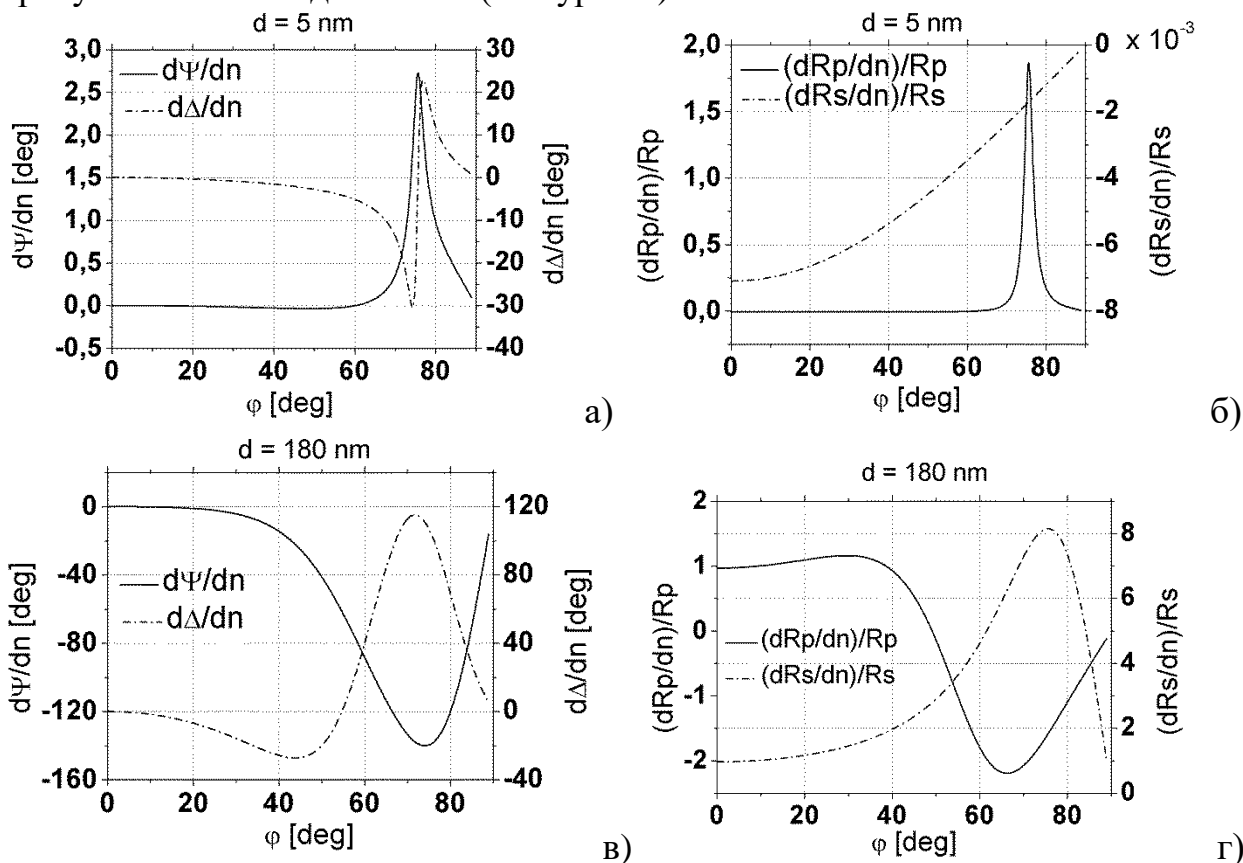 d = 5 nm
3,0
2,5
2,0
1,5
1,0
0,5
0,0
-0,5
dΨ/dn [deg]
dΨ/dn
dΔ/dn
30
20
10
0
-10
-20
-30
-40
dΔ/dn [deg]
0 20 40 60 80
φ [deg]
а)
d = 5 nm
2,0
1,5
1,0
0,5
0,0
(dRp/dn)/Rp
(dRp/dn)/Rp
(dRs/dn)/Rs
0 x 10⁻³
-2
-4
-6
-8
(dRs/dn)/Rs
0 20 40 60 80
φ [deg]
б)
d = 180 nm
0
-40
-80
-120
-160
dΨ/dn [deg]
dΨ/dn
dΔ/dn
120
80
40
0
-40
dΔ/dn [deg]
0 20 40 60 80
φ [deg]
в)
d = 180 nm
2
1
0
-1
-2
(dRp/dn)/Rp
(dRp/dn)/Rp
(dRs/dn)/Rs
8
7
6
5
4
3
2
1
0
(dRs/dn)/Rs
0 20 40 60 80
φ [deg]
г)